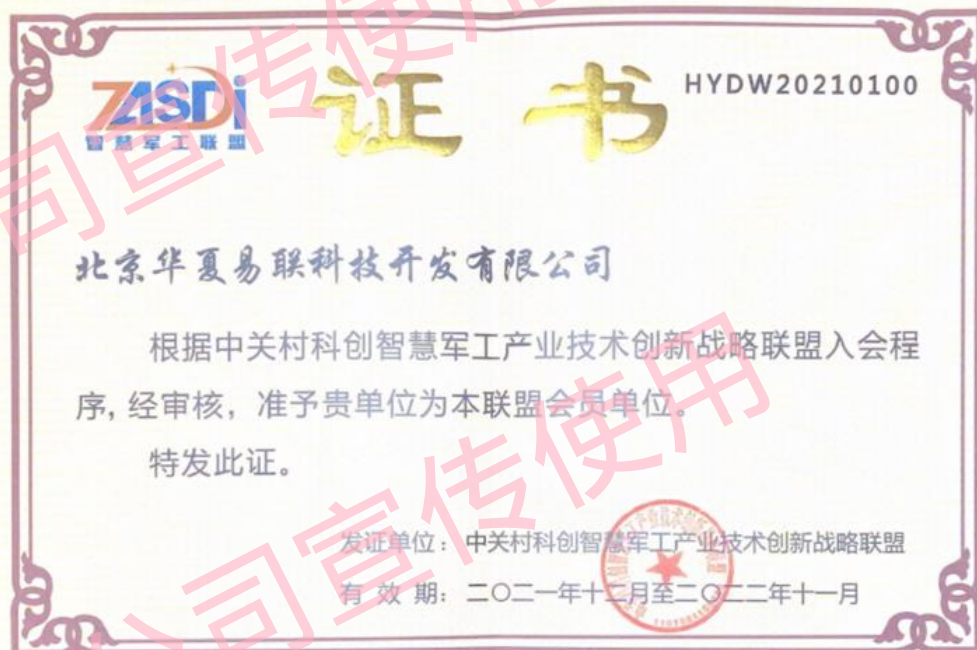 ZASDi
智慧军工联盟
证书
HYDW20210100
北京华夏易联科技开发有限公司
根据中关村科创智慧军工产业技术创新战略联盟入会程
序,经审核，准予贵单位为本联盟会员单位。
特发此证。
发证单位：中关村科创智慧军工产业技术创新战略联盟
有效期：二〇二一年十二月至二〇二二年十一月
司宣传使用
公司宣传使用